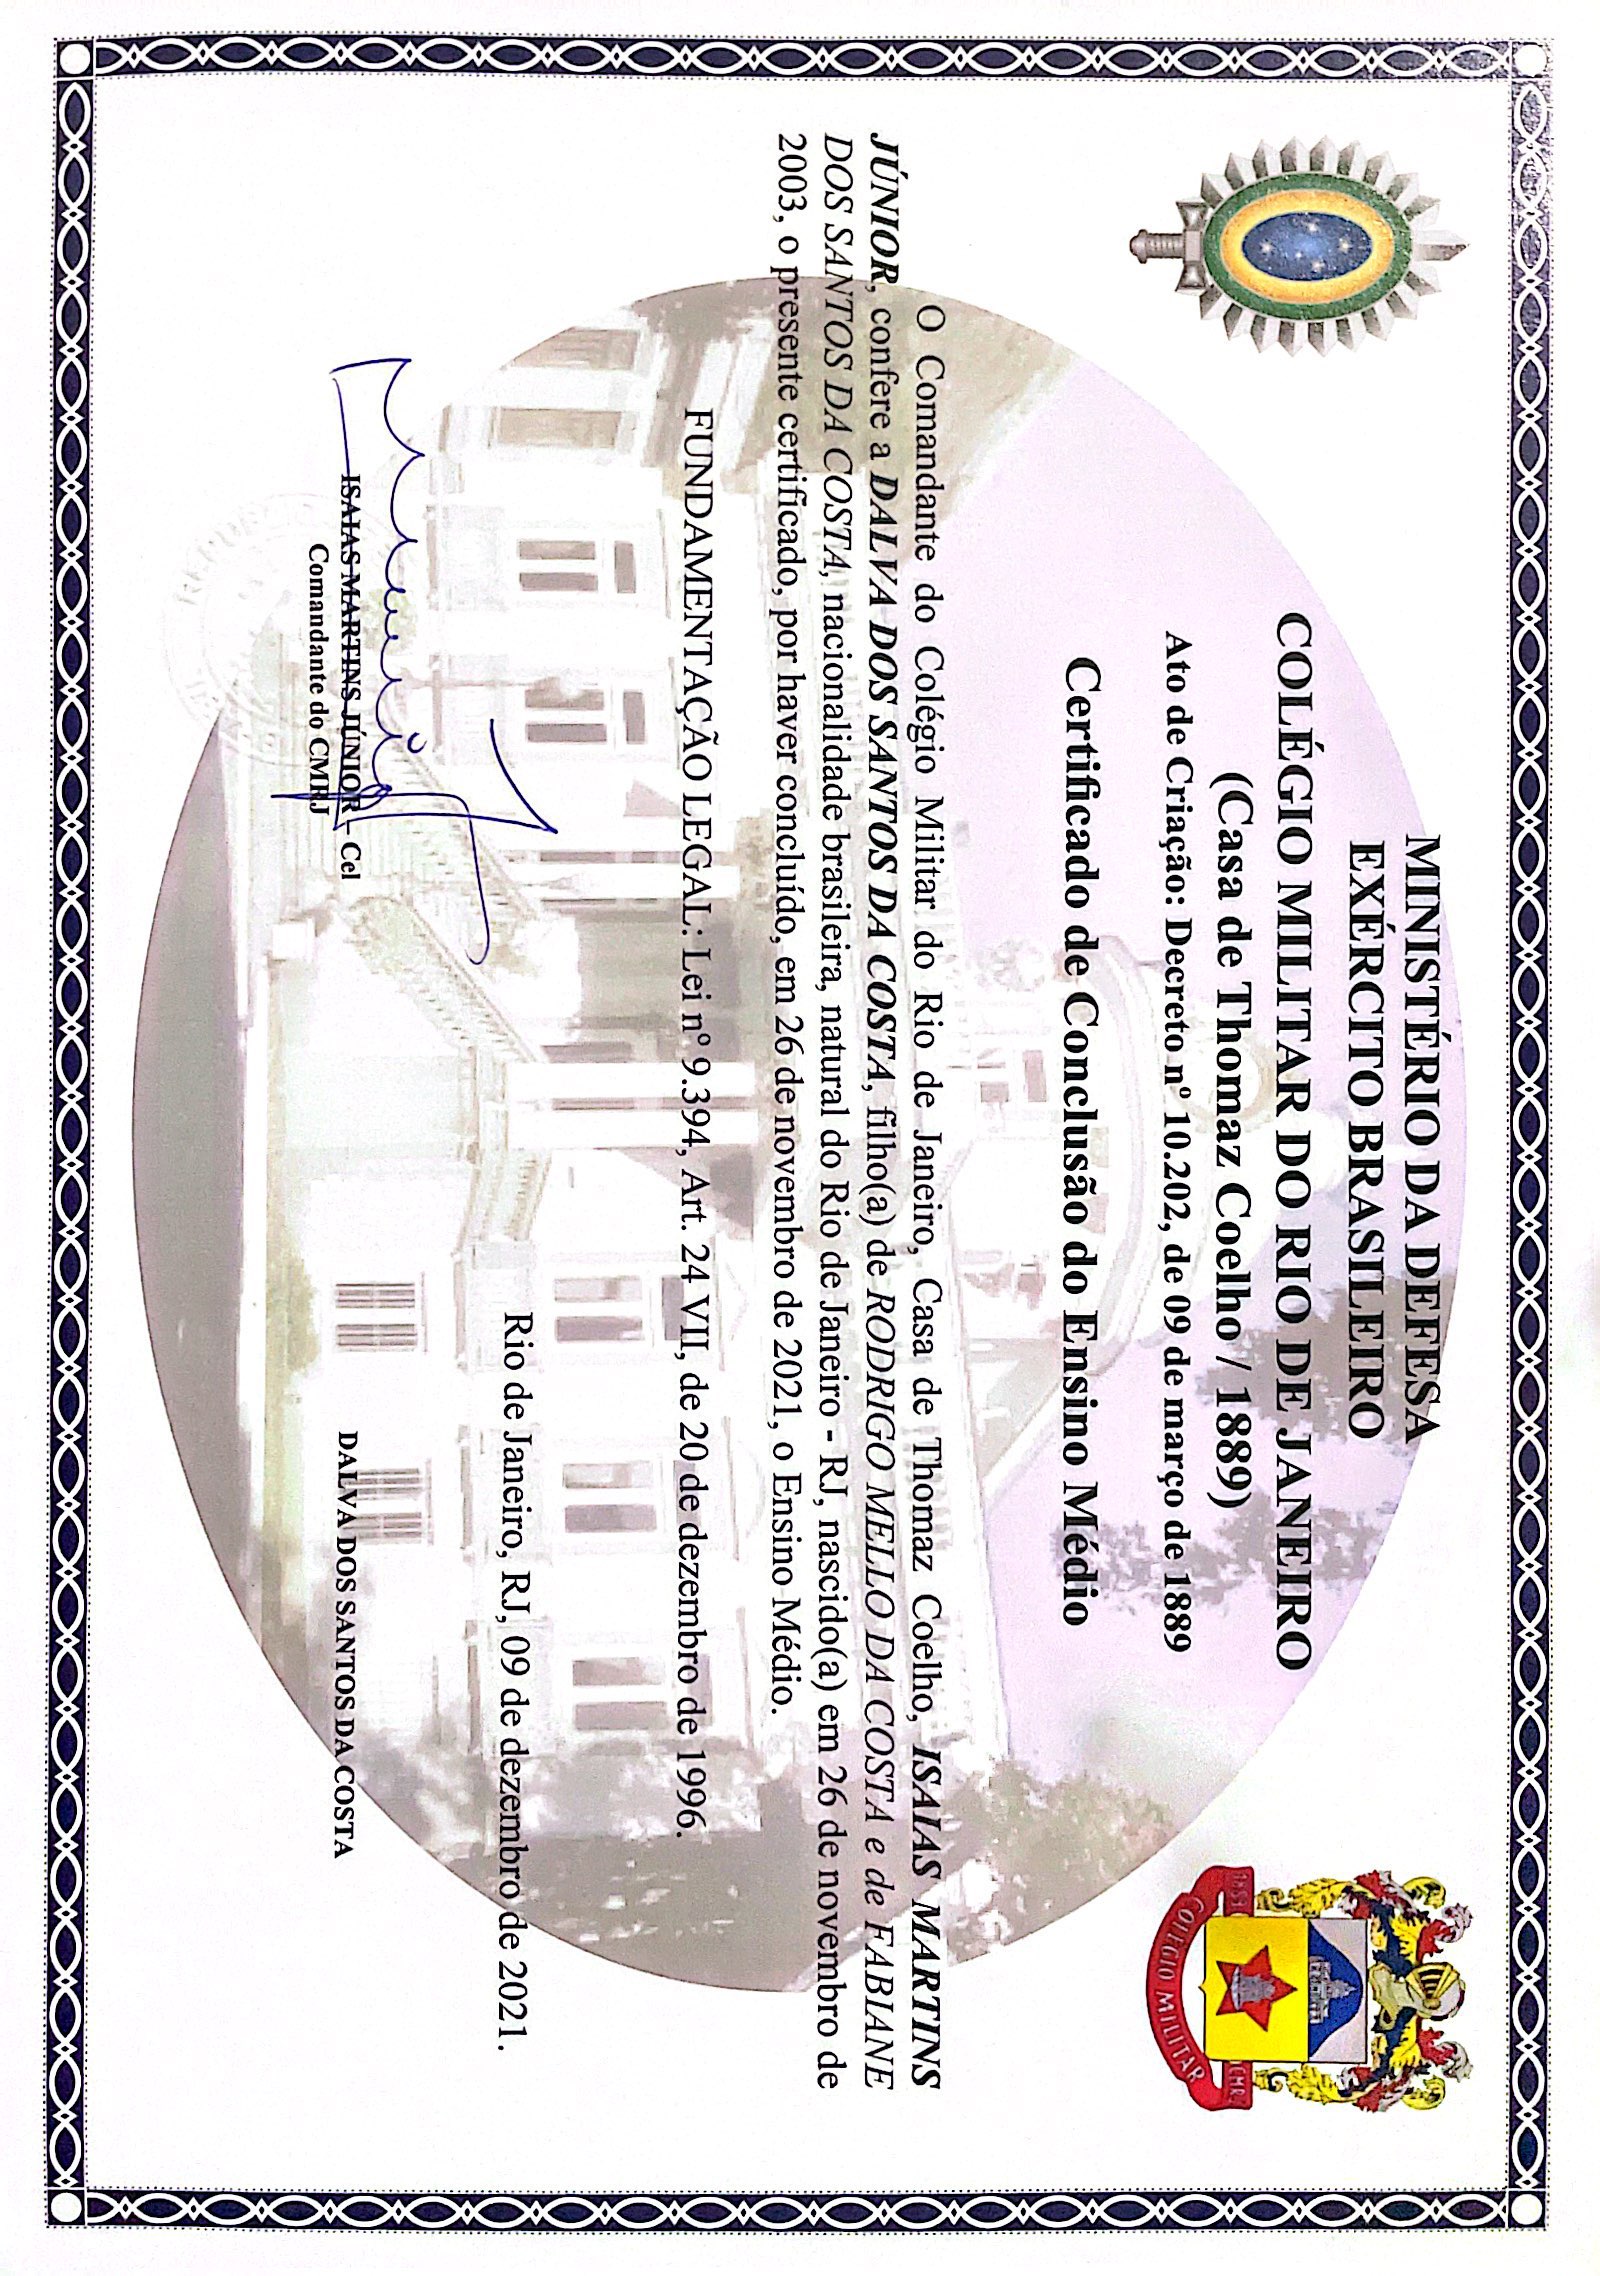 MINISTÉRIO DA DEFESA
EXÉRCITO BRASILEIRO
COLÉGIO MILITAR DO RIO DE JANEIRO
(Casa de Thomaz Coelho / 1889)
Ato de Criação: Decreto nº 10.202, de 09 de março de 1889
Certificado de Conclusão do Ensino Médio
O Comandante do Colégio Militar do Rio de Janeiro, Casa de Thomaz Coelho, ISAIAS MARTINS
JÚNIOR, confere a DALVA DOS SANTOS DA COSTA, filho(a) de RODRIGO MELLO DA COSTA e de FABIANE
DOS SANTOS DA COSTA, nacionalidade brasileira, natural do Rio de Janeiro - RJ, nascido(a) em 26 de novembro de
2003, o presente certificado, por haver concluído, em 26 de novembro de 2021, o Ensino Médio.
FUNDAMENTAÇÃO LEGAL: Lei nº 9.394, Art. 24 VII, de 20 de dezembro de 1996.
Rio de Janeiro, RJ, 09 de dezembro de 2021.
ISAIAS MARTINS JÚNIOR – Cel
Comandante do CMRJ
DALVA DOS SANTOS DA COSTA
COLÉGIO MILITAR
CMRJ